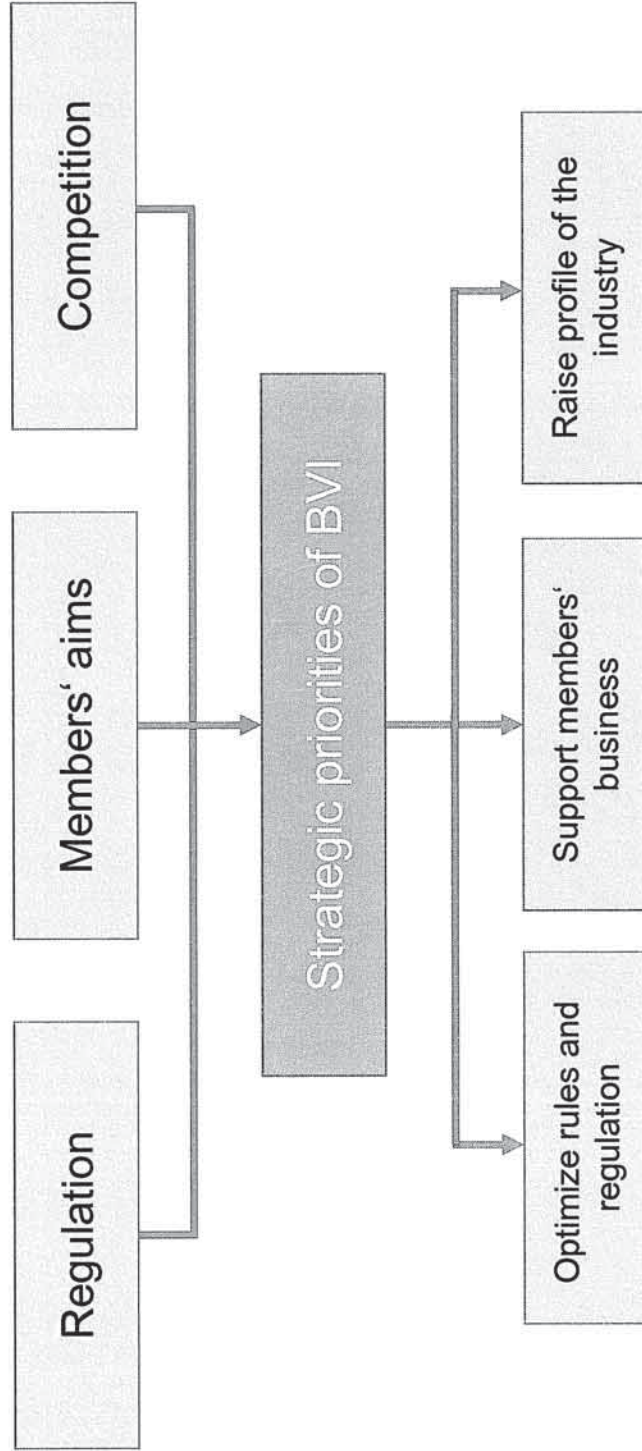 Regulation
Members‘ aims
Competition
Strategic priorities of BVI
Optimize rules and
regulation
Support members‘
business
Raise profile of the
industry